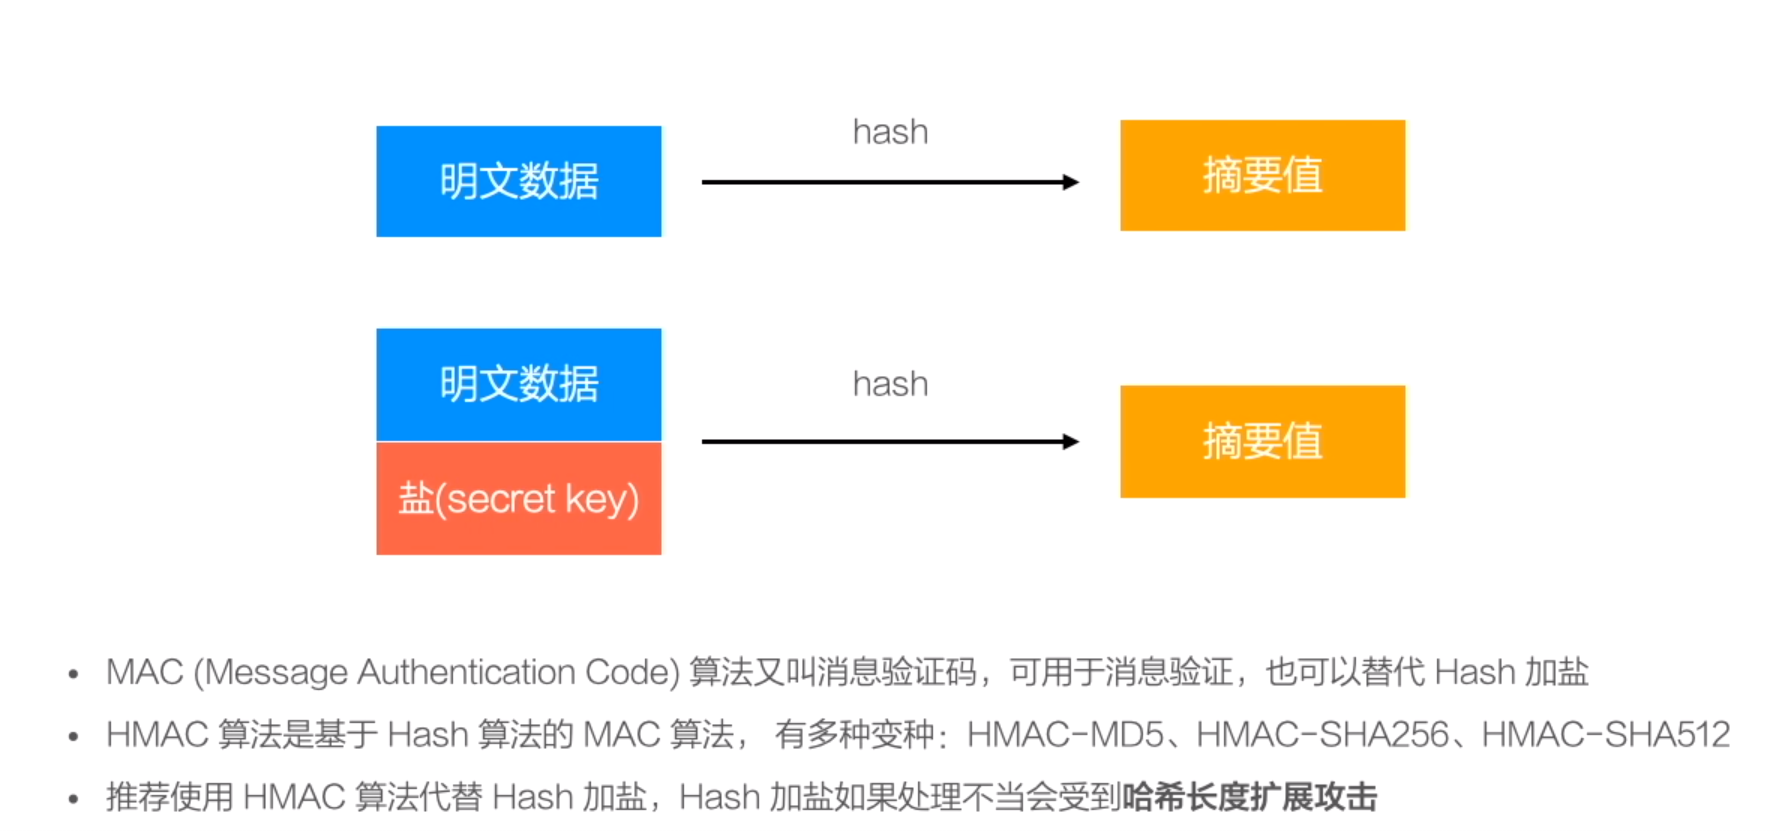 hash
明文数据
摘要值
明文数据
hash
摘要值
盐(secret key)
• MAC (Message Authentication Code) 算法又叫消息验证码，可用于消息验证，也可以替代 Hash 加盐
• HMAC 算法是基于 Hash 算法的 MAC 算法， 有多种变种：HMAC-MD5、HMAC-SHA256、HMAC-SHA512
• 推荐使用 HMAC 算法代替 Hash 加盐，Hash 加盐如果处理不当会受到哈希长度扩展攻击